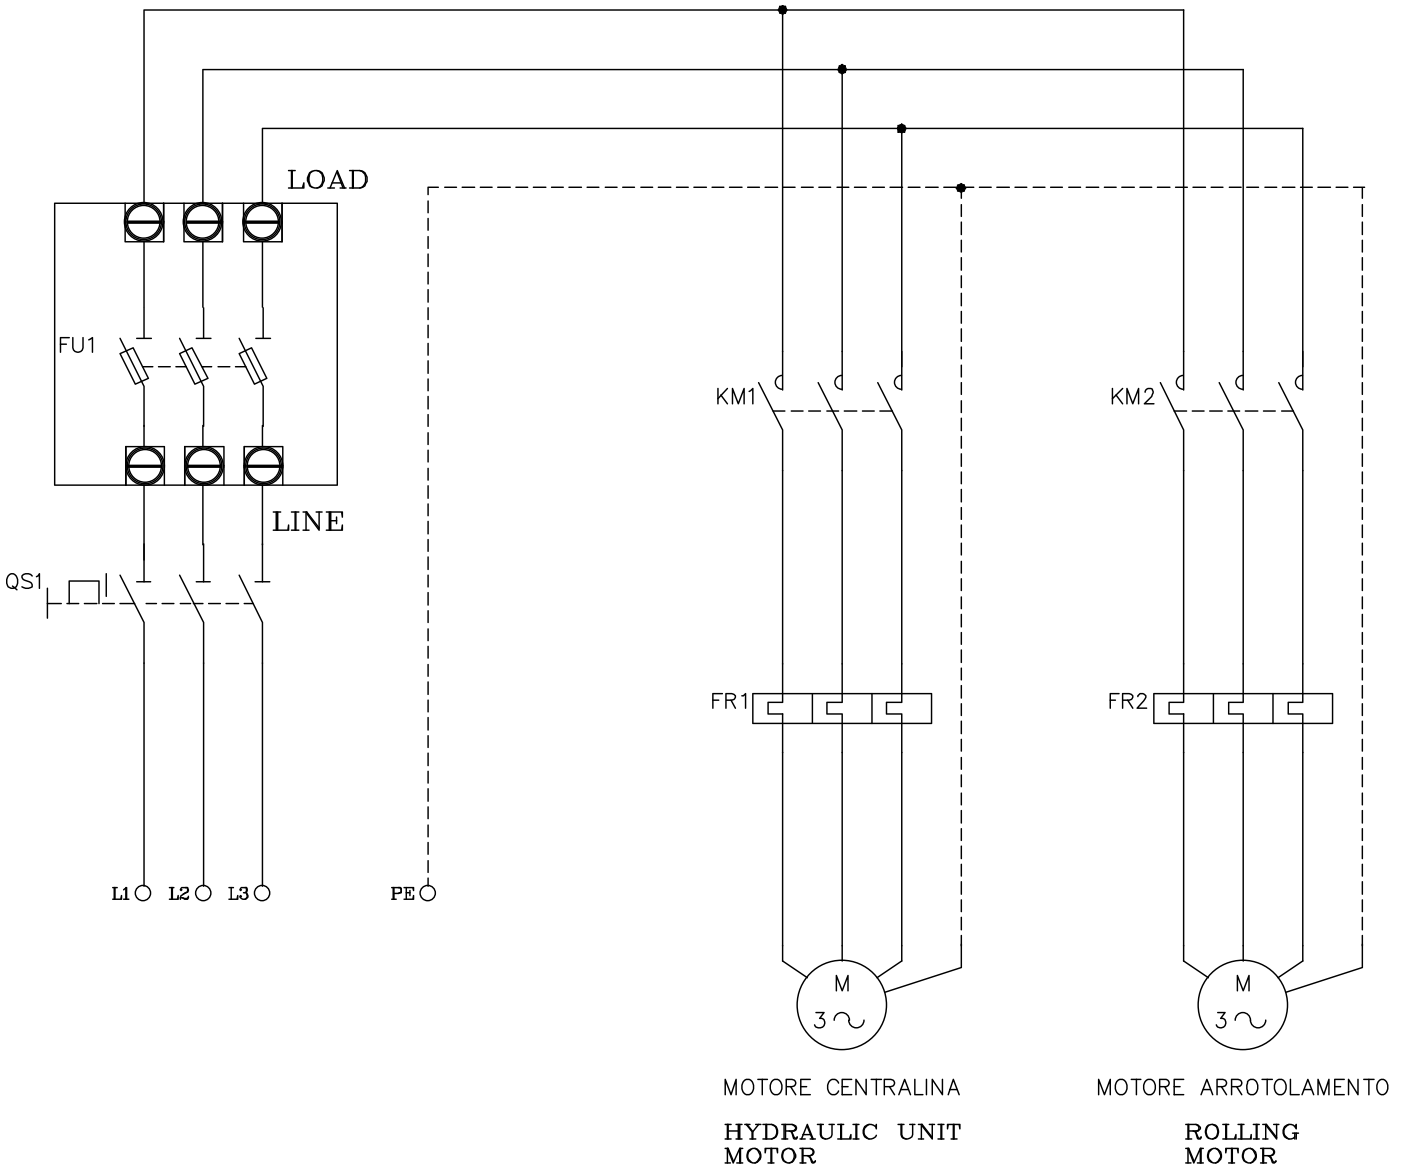 LOAD
FU1
KM1
KM2
LINE
QS1
FR1
FR2
L1
L2
L3
PE
M
3
M
3
MOTORE CENTRALINA
MOTORE ARROTOLAMENTO
HYDRAULIC UNIT
MOTOR
ROLLING
MOTOR